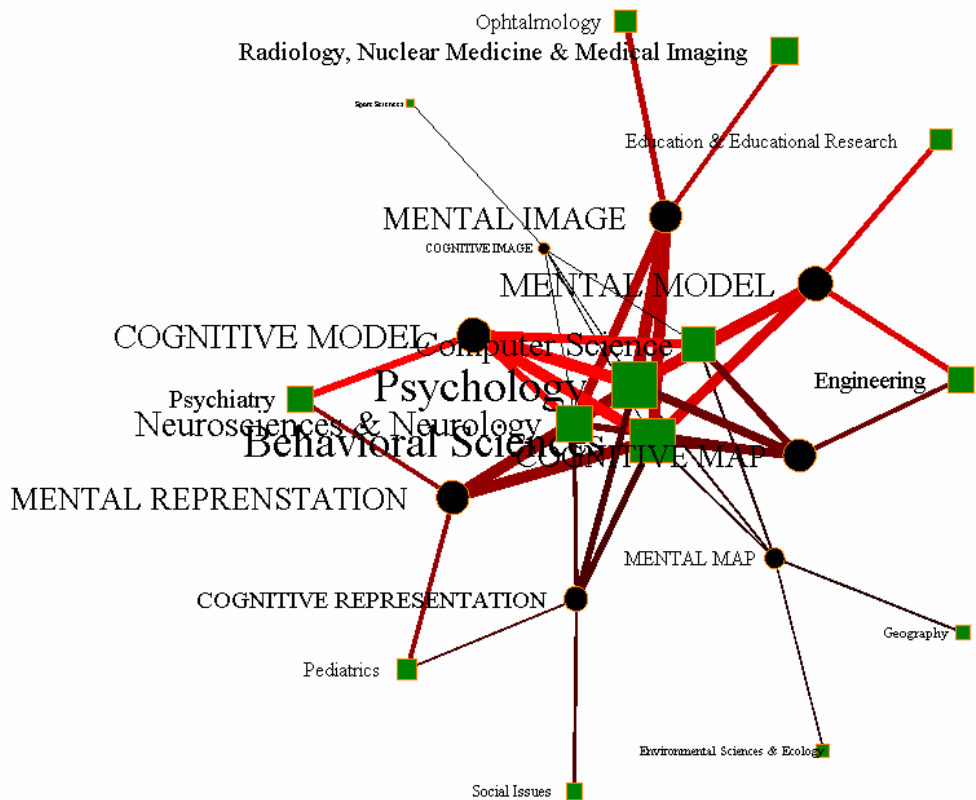 Ophtalmology
Radiology, Nuclear Medicine & Medical Imaging
Sport Sciences
Education & Educational Research
MENTAL IMAGE
COGNITIVE IMAGE
MENTAL MODEL
COGNITIVE MODEL
Computer Science
Psychology
Engineering
Psychiatry
Neurosciences & Neurology
Behavioral Sciences
COGNITIVE MAP
MENTAL REPRENSTATION
MENTAL MAP
COGNITIVE REPRESENTATION
Geography
Pediatrics
Environmental Sciences & Ecology
Social Issues